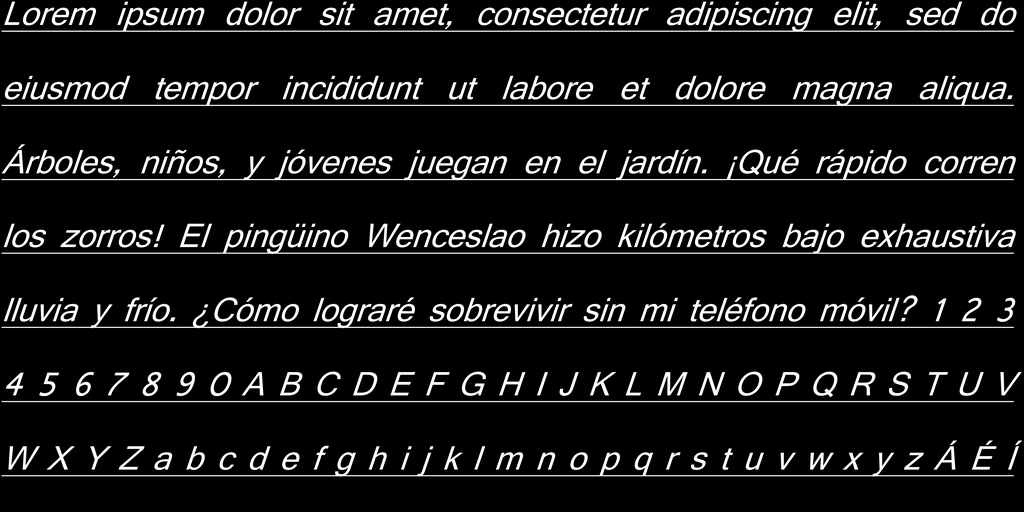 Lorem ipsum dolor sit amet, consectetur adipiscing elit, sed do
eiusmod tempor incididunt ut labore et dolore magna aliqua.
Árboles, niños, y jóvenes juegan en el jardín. ¡Qué rápido corren
los zorros! El pingüino Wenceslao hizo kilómetros bajo exhaustiva
lluvia y frío. ¿Cómo lograré sobrevivir sin mi teléfono móvil? 1 2 3
4 5 6 7 8 9 0 A B C D E F G H I J K L M N O P Q R S T U V
W X Y Z a b c d e f g h i j k l m n o p q r s t u v w x y z Á É Í